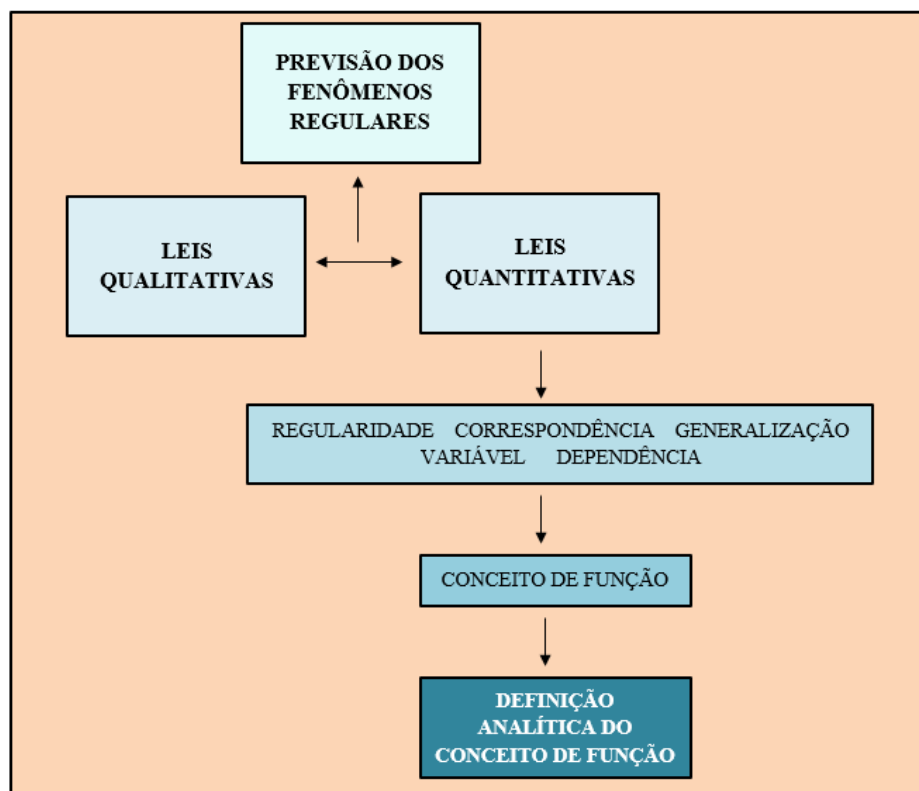 PREVISÃO DOS
FENÔMENOS
REGULARES
LEIS
QUALITATIVAS
LEIS
QUANTITATIVAS
REGULARIDADE CORRESPONDÊNCIA GENERALIZAÇÃO
VARIÁVEL DEPENDÊNCIA
CONCEITO DE FUNÇÃO
DEFINIÇÃO
ANALÍTICA DO
CONCEITO DE FUNÇÃO